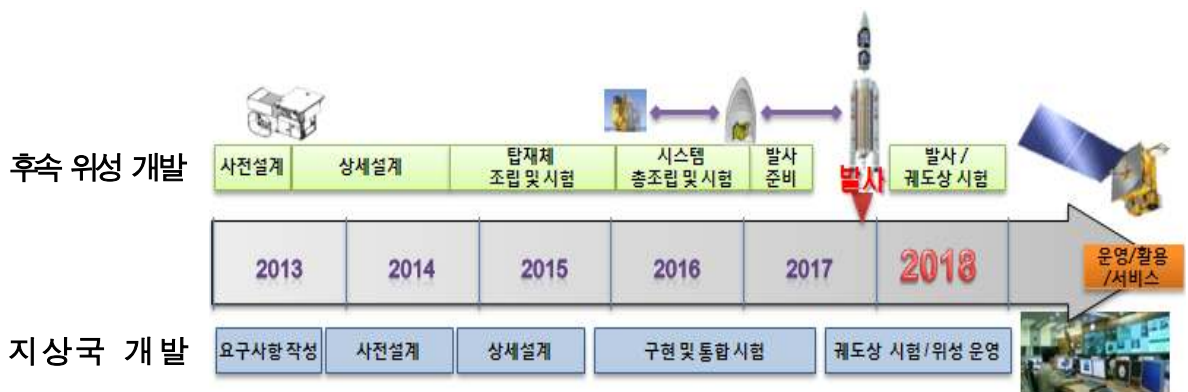 후속 위성 개발
사전설계
상세설계
탑재체
조립 및 시험
시스템
총조립 및 시험
발사
준비
발사
발사 /
궤도상 시험
2013
2014
2015
2016
2017
2018
운영/활용
/서비스
지상국 개발
요구사항 작성
사전설계
상세설계
구현 및 통합 시험
궤도상 시험 / 위성 운영